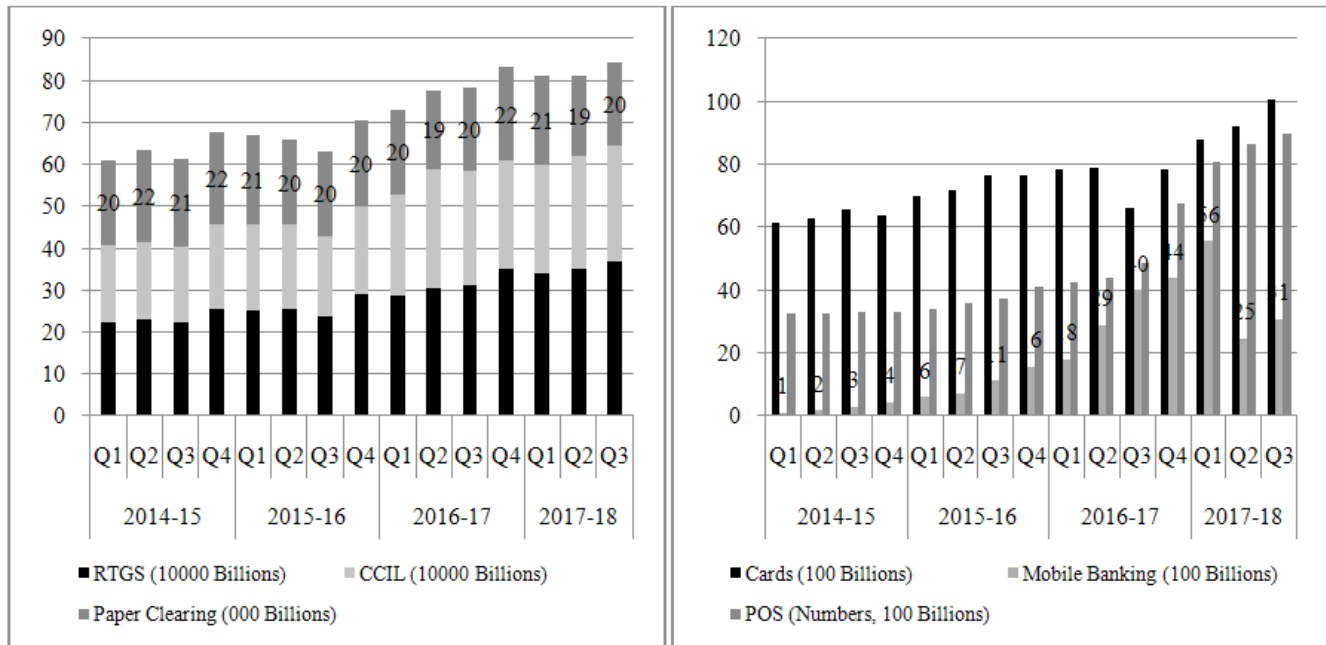 90
80
70
60
50
40
30
20
10
0
20 22 21 22 21 20 20 20 20 19 20 22 21 19 20
Q1 Q2 Q3 Q4 Q1 Q2 Q3 Q4 Q1 Q2 Q3 Q4 Q1 Q2 Q3
2014-15 2015-16 2016-17 2017-18
RTGS (10000 Billions) CCIL (10000 Billions)
Paper Clearing (000 Billions)
120
100
80
60
40
20
0
1 2 3 4 6 7 11 16 18 29 40 44 56 25 31
Q1 Q2 Q3 Q4 Q1 Q2 Q3 Q4 Q1 Q2 Q3 Q4 Q1 Q2 Q3
2014-15 2015-16 2016-17 2017-18
Cards (100 Billions) Mobile Banking (100 Billions)
POS (Numbers, 100 Billions)